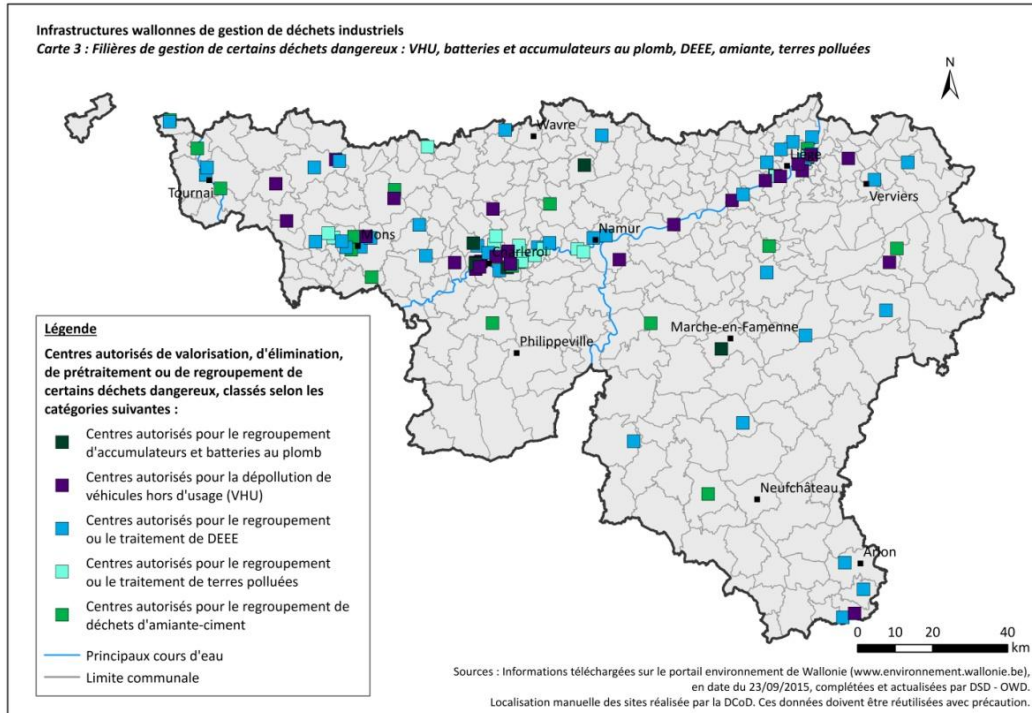 Infrastructures wallonnes de gestion de déchets industriels
Carte 3 : Filières de gestion de certains déchets dangereux : VHU, batteries et accumulateurs au plomb, DEEE, amiante, terres polluées
N
Wavre
Liège
Tournai
Verviers
Mons
Namur
Charleroi
Marche-en-Famenne
Philippeville
Neufchâteau
Arlon
Légende
Centres autorisés de valorisation, d'élimination,
de prétraitement ou de regroupement de
certains déchets dangereux, classés selon les
catégories suivantes :
Centres autorisés pour le regroupement
d'accumulateurs et batteries au plomb
Centres autorisés pour la dépollution de
véhicules hors d'usage (VHU)
Centres autorisés pour le regroupement
ou le traitement de DEEE
Centres autorisés pour le regroupement
ou le traitement de terres polluées
Centres autorisés pour le regroupement de
déchets d'amiante-ciment
Principaux cours d'eau
Limite communale
0 10 20 40
km
Sources : Informations téléchargées sur le portail environnement de Wallonie (www.environnement.wallonie.be),
en date du 23/09/2015, complétées et actualisées par DSD - OWD.
Localisation manuelle des sites réalisée par la DCoD. Ces données doivent être réutilisées avec précaution.